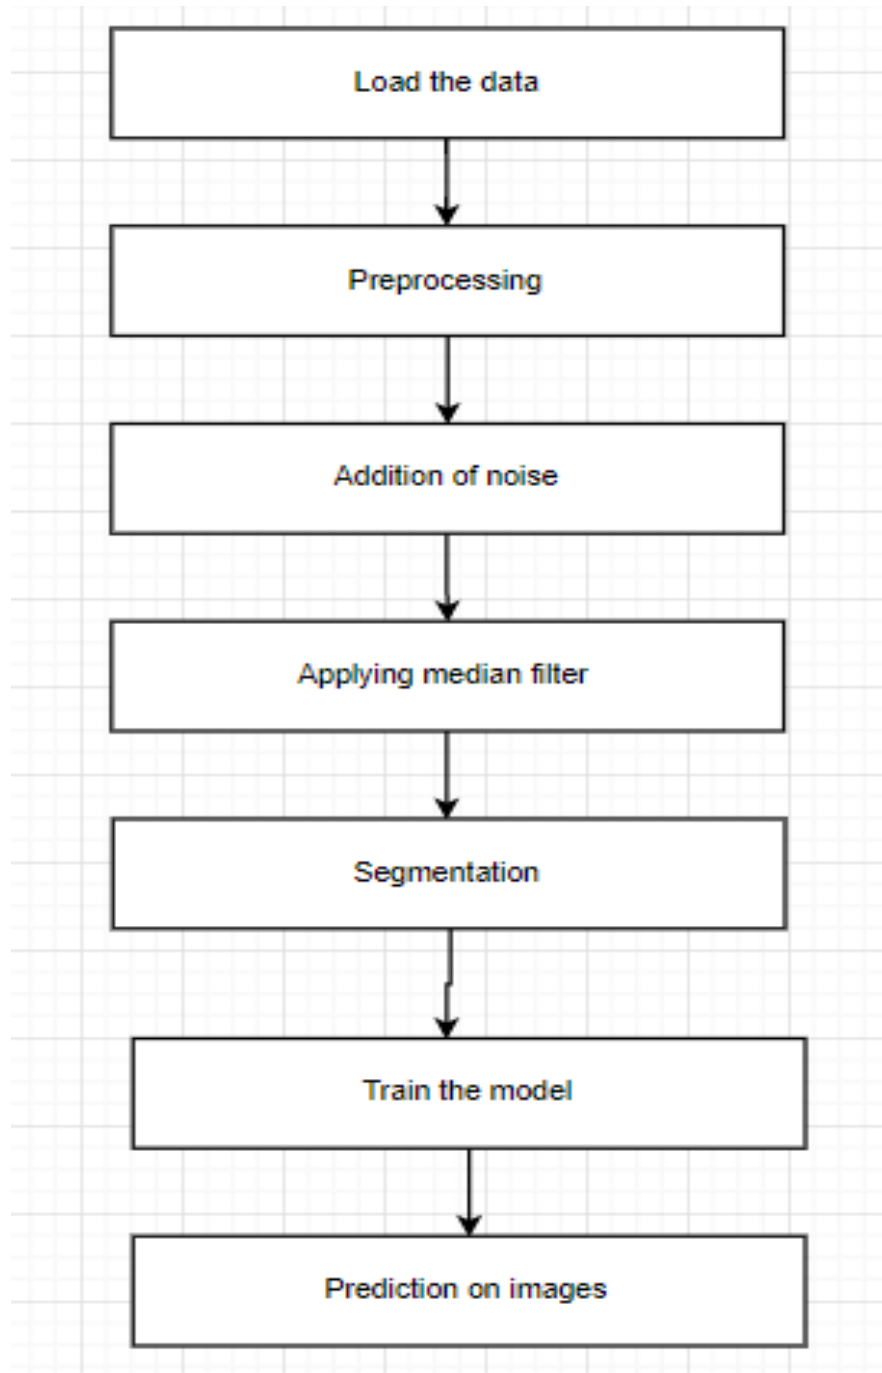 Load the data
Preprocessing
Addition of noise
Applying median filter
Segmentation
Train the model
Prediction on images